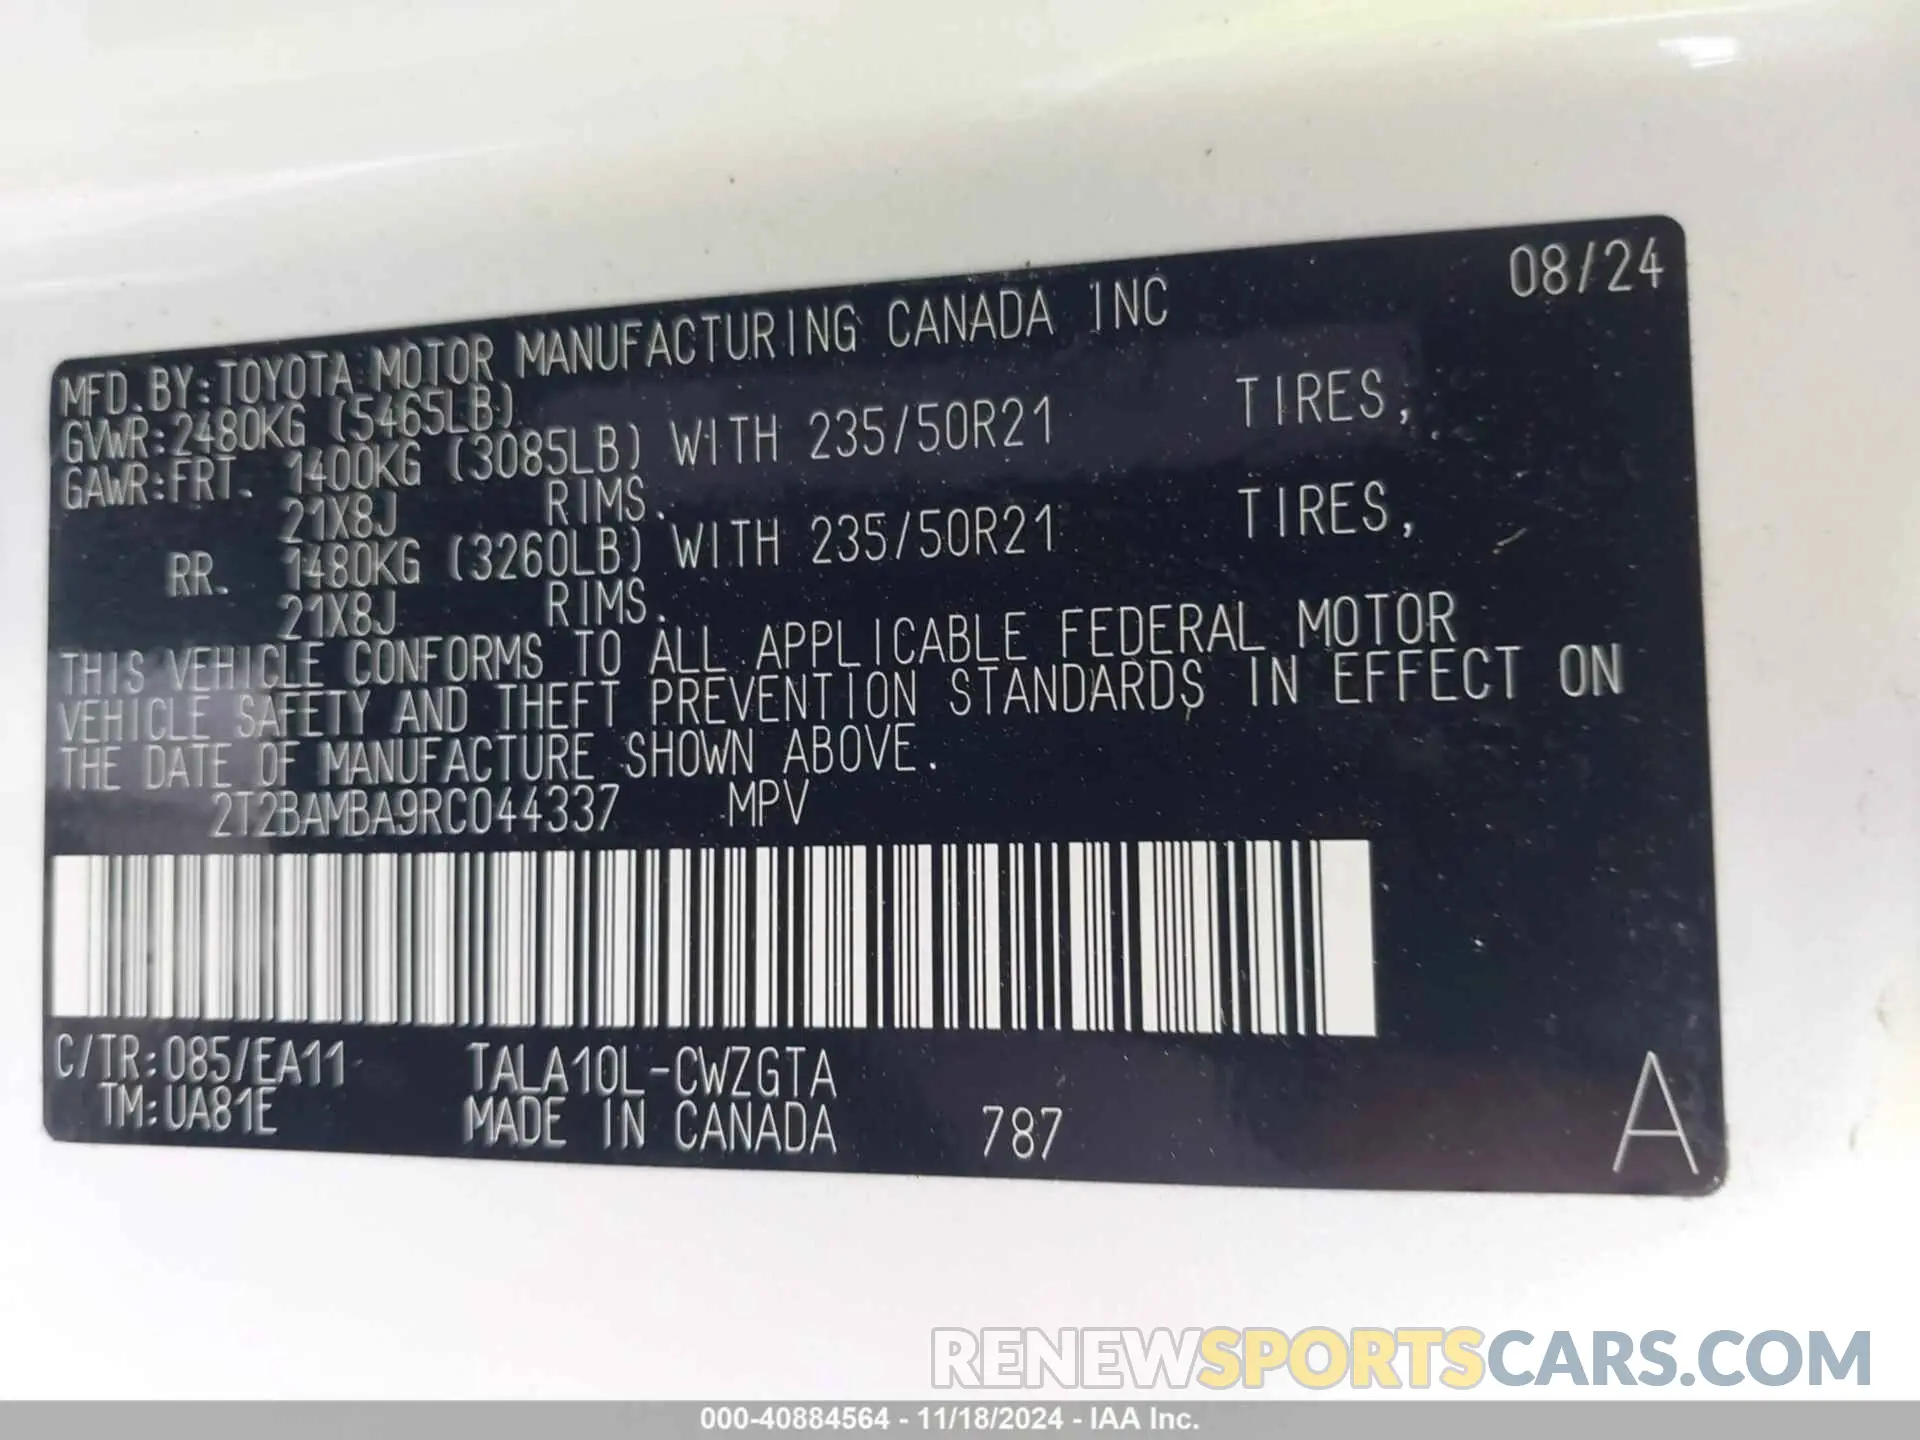 08/24
MFD.BY:TOYOTA MOTOR MANUFACTURING CANADA INC
GVWR:2480KG (5465LB)
GAWR:FRT. 1400KG (3085LB) WITH 235/50R21 TIRES,
21X8J RIMS.
RR. 1480KG (3260LB) WITH 235/50R21 TIRES,
21X8J RIMS.
THIS VEHICLE CONFORMS TO ALL APPLICABLE FEDERAL MOTOR
VEHICLE SAFETY AND THEFT PREVENTION STANDARDS IN EFFECT ON
THE DATE OF MANUFACTURE SHOWN ABOVE.
2T2BAMBA9RC044337 MPV
C/TR:085/EA11 TALA10L-CWZGTA
TM:UA81E MADE IN CANADA 787 A
RENEWSPORTSCARS.COM
000-40884564 - 11/18/2024 - IAA Inc.